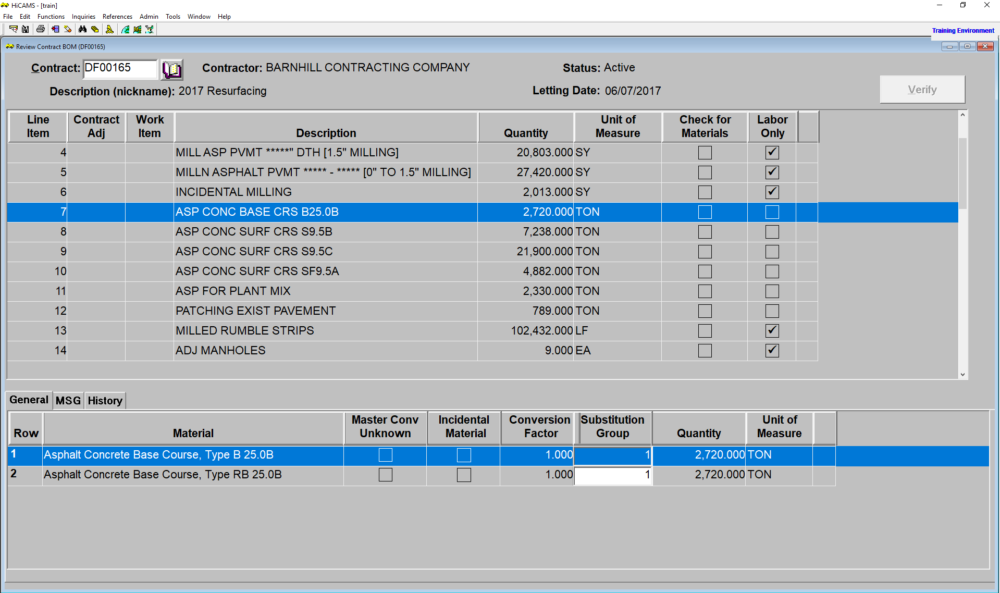 HiCAMS - [train]
File Edit Functions Inquiries References Admin Tools Window Help
Training Environment
Review Contract BOM (DF00165)
Contract: DF00165 Contractor: BARNHILL CONTRACTING COMPANY Status: Active
Description (nickname): 2017 Resurfacing Letting Date: 06/07/2017
Verify
Line Item Contract Adj Work Item Description Quantity Unit of Measure Check for Materials Labor Only
4 MILL ASP PVMT *****" DTH [1.5" MILLING] 20,803.000 SY
5 MILLN ASPHALT PVMT ***** - ***** [0" TO 1.5" MILLING] 27,420.000 SY
6 INCIDENTAL MILLING 2,013.000 SY
7 ASP CONC BASE CRS B25.0B 2,720.000 TON
8 ASP CONC SURF CRS S9.5B 7,238.000 TON
9 ASP CONC SURF CRS S9.5C 21,900.000 TON
10 ASP CONC SURF CRS SF9.5A 4,882.000 TON
11 ASP FOR PLANT MIX 2,330.000 TON
12 PATCHING EXIST PAVEMENT 789.000 TON
13 MILLED RUMBLE STRIPS 102,432.000 LF
14 ADJ MANHOLES 9.000 EA
General MSG History
Row Material Master Conv Unknown Incidental Material Conversion Factor Substitution Group Quantity Unit of Measure
1 Asphalt Concrete Base Course, Type B 25.0B 1.000 1 2,720.000 TON
2 Asphalt Concrete Base Course, Type RB 25.0B 1.000 1 2,720.000 TON